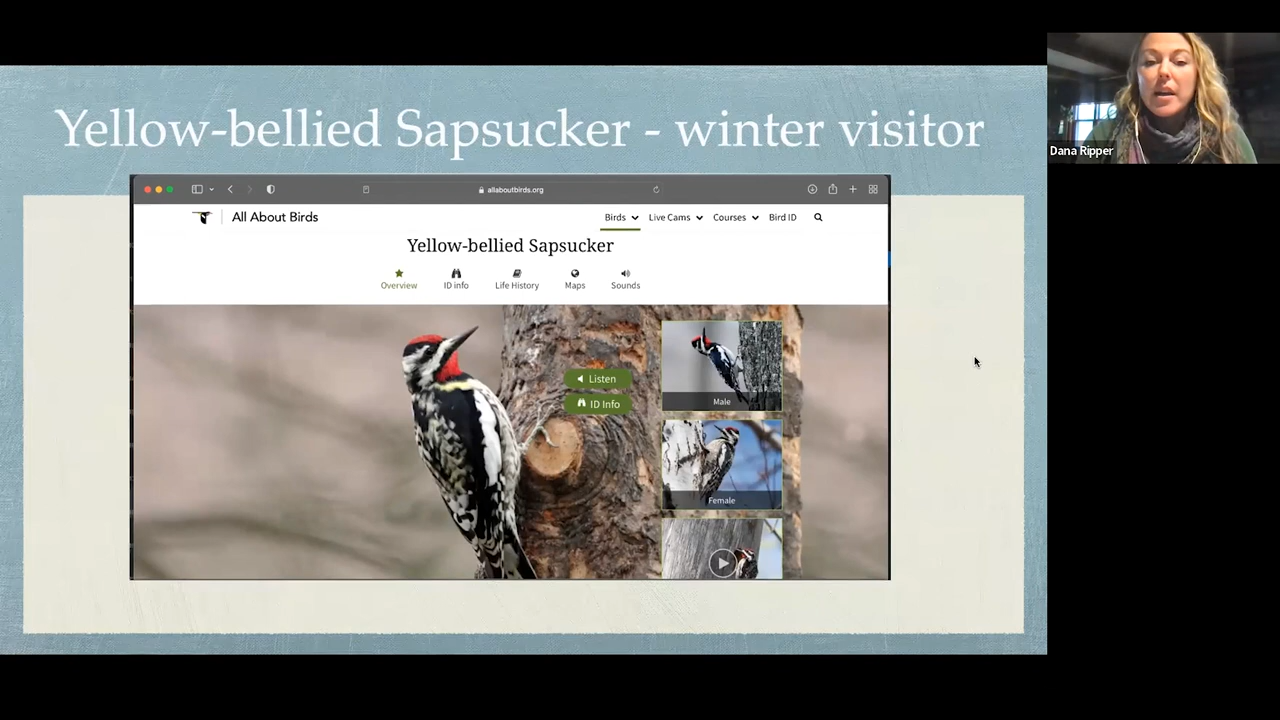 Yellow-bellied Sapsucker - winter visitor
Dana Ripper
allaboutbirds.org
All About Birds
Birds Live Cams Courses Bird ID
Yellow-bellied Sapsucker
Overview ID info Life History Maps Sounds
Listen
ID Info
Male
Female